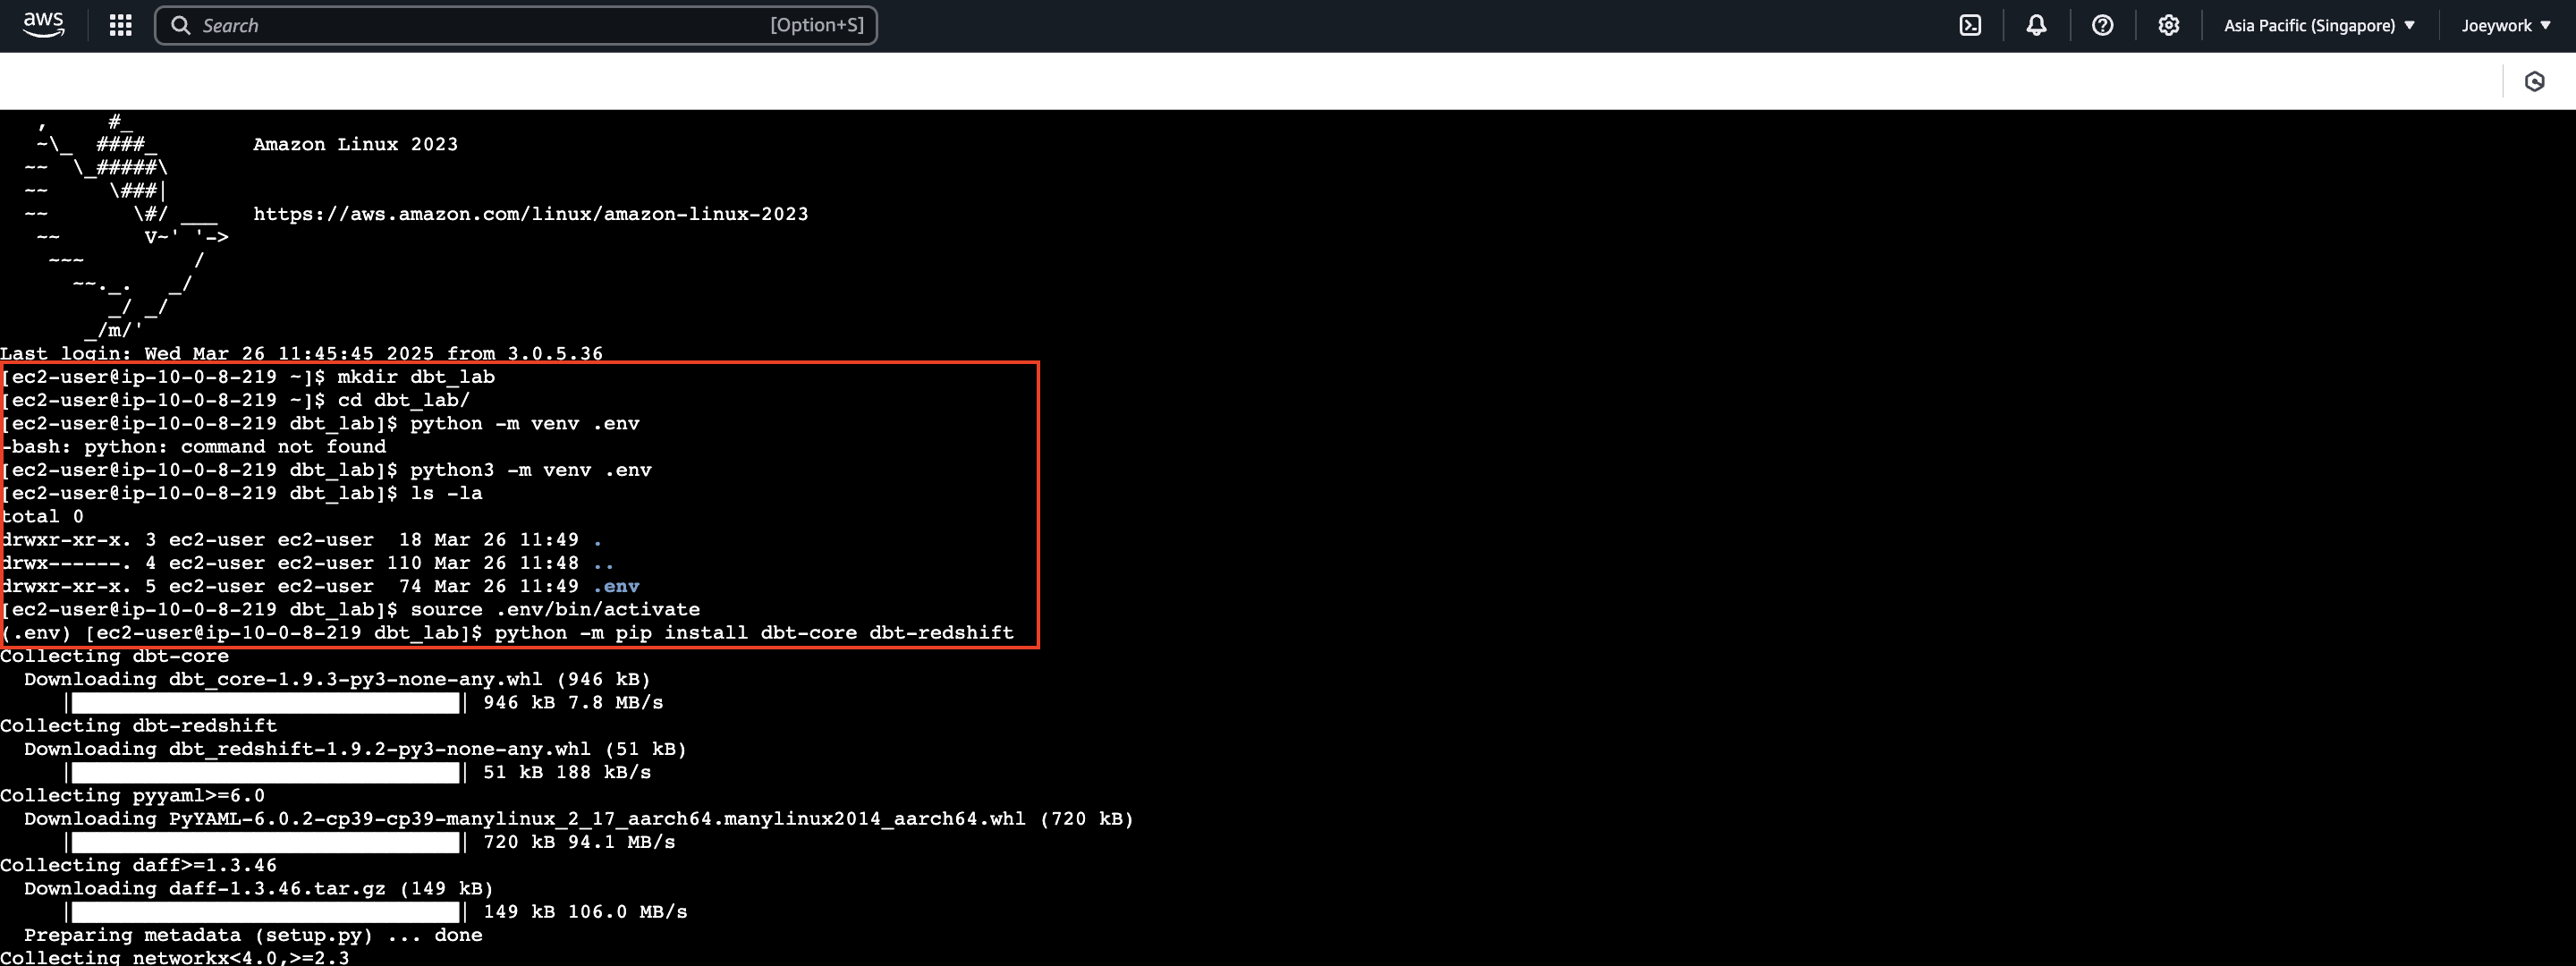 aws
Search [Option+S]
Asia Pacific (Singapore) Joeywork
   ,     #_
   ~\_  ####_        Amazon Linux 2023
  ~~  \_#####\
  ~~     \###|
  ~~       \#/ ___   https://aws.amazon.com/linux/amazon-linux-2023
   ~~       V~' '->
    ~~~         /
      ~~._.   _/
         _/ _/
       _/m/'
Last login: Wed Mar 26 11:45:45 2025 from 3.0.5.36
[ec2-user@ip-10-0-8-219 ~]$ mkdir dbt_lab
[ec2-user@ip-10-0-8-219 ~]$ cd dbt_lab/
[ec2-user@ip-10-0-8-219 dbt_lab]$ python -m venv .env
-bash: python: command not found
[ec2-user@ip-10-0-8-219 dbt_lab]$ python3 -m venv .env
[ec2-user@ip-10-0-8-219 dbt_lab]$ ls -la
total 0
drwxr-xr-x. 3 ec2-user ec2-user  18 Mar 26 11:49 .
drwx------. 4 ec2-user ec2-user 110 Mar 26 11:48 ..
drwxr-xr-x. 5 ec2-user ec2-user  74 Mar 26 11:49 .env
[ec2-user@ip-10-0-8-219 dbt_lab]$ source .env/bin/activate
(.env) [ec2-user@ip-10-0-8-219 dbt_lab]$ python -m pip install dbt-core dbt-redshift
Collecting dbt-core
  Downloading dbt_core-1.9.3-py3-none-any.whl (946 kB)
     |████████████████████████████████| 946 kB 7.8 MB/s
Collecting dbt-redshift
  Downloading dbt_redshift-1.9.2-py3-none-any.whl (51 kB)
     |████████████████████████████████| 51 kB 188 kB/s
Collecting pyyaml>=6.0
  Downloading PyYAML-6.0.2-cp39-cp39-manylinux_2_17_aarch64.manylinux2014_aarch64.whl (720 kB)
     |████████████████████████████████| 720 kB 94.1 MB/s
Collecting daff>=1.3.46
  Downloading daff-1.3.46.tar.gz (149 kB)
     |████████████████████████████████| 149 kB 106.0 MB/s
  Preparing metadata (setup.py) ... done
Collecting networkx<4.0,>=2.3